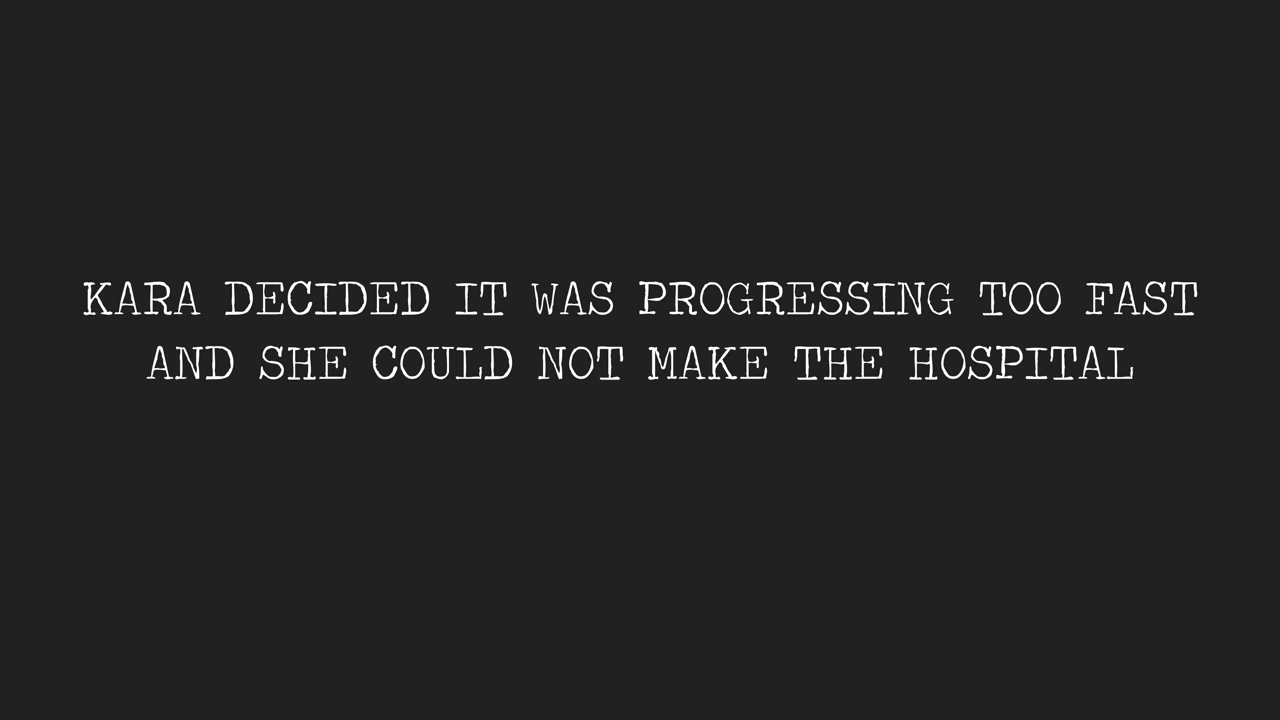 KARA DECIDED IT WAS PROGRESSING TOO FAST
AND SHE COULD NOT MAKE THE HOSPITAL